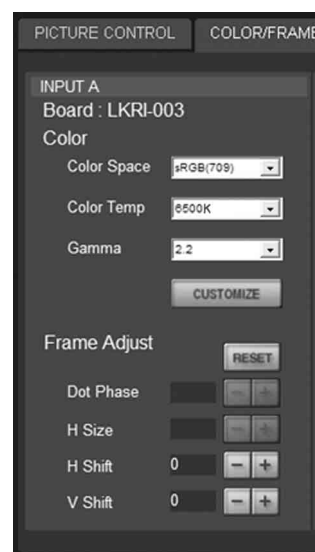 PICTURE CONTROL COLOR/FRAME
INPUT A
Board : LKRI-003
Color
Color Space sRGB(709)
Color Temp 6500K
Gamma 2.2
CUSTOMIZE
Frame Adjust
RESET
Dot Phase - +
H Size - +
H Shift 0 - +
V Shift 0 - +